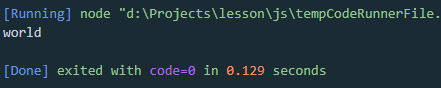 [Running] node "d:\Projects\lesson\js\tempCodeRunnerFile.
world
[Done] exited with code=0 in 0.129 seconds